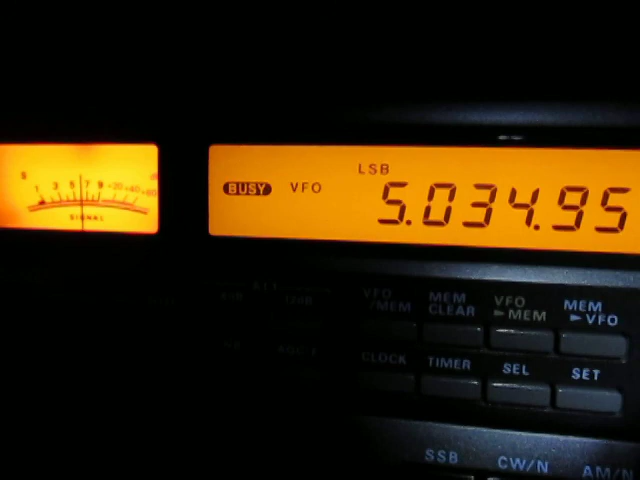 S
1 3 5 7 9 +20 +40 +60
SIGNAL
LSB
BUSY VFO 5.034.95
ATT
VFO /MEM MEM CLEAR VFO ►MEM MEM ►VFO
CLOCK TIMER SEL SET
SSB CW/N AM/N